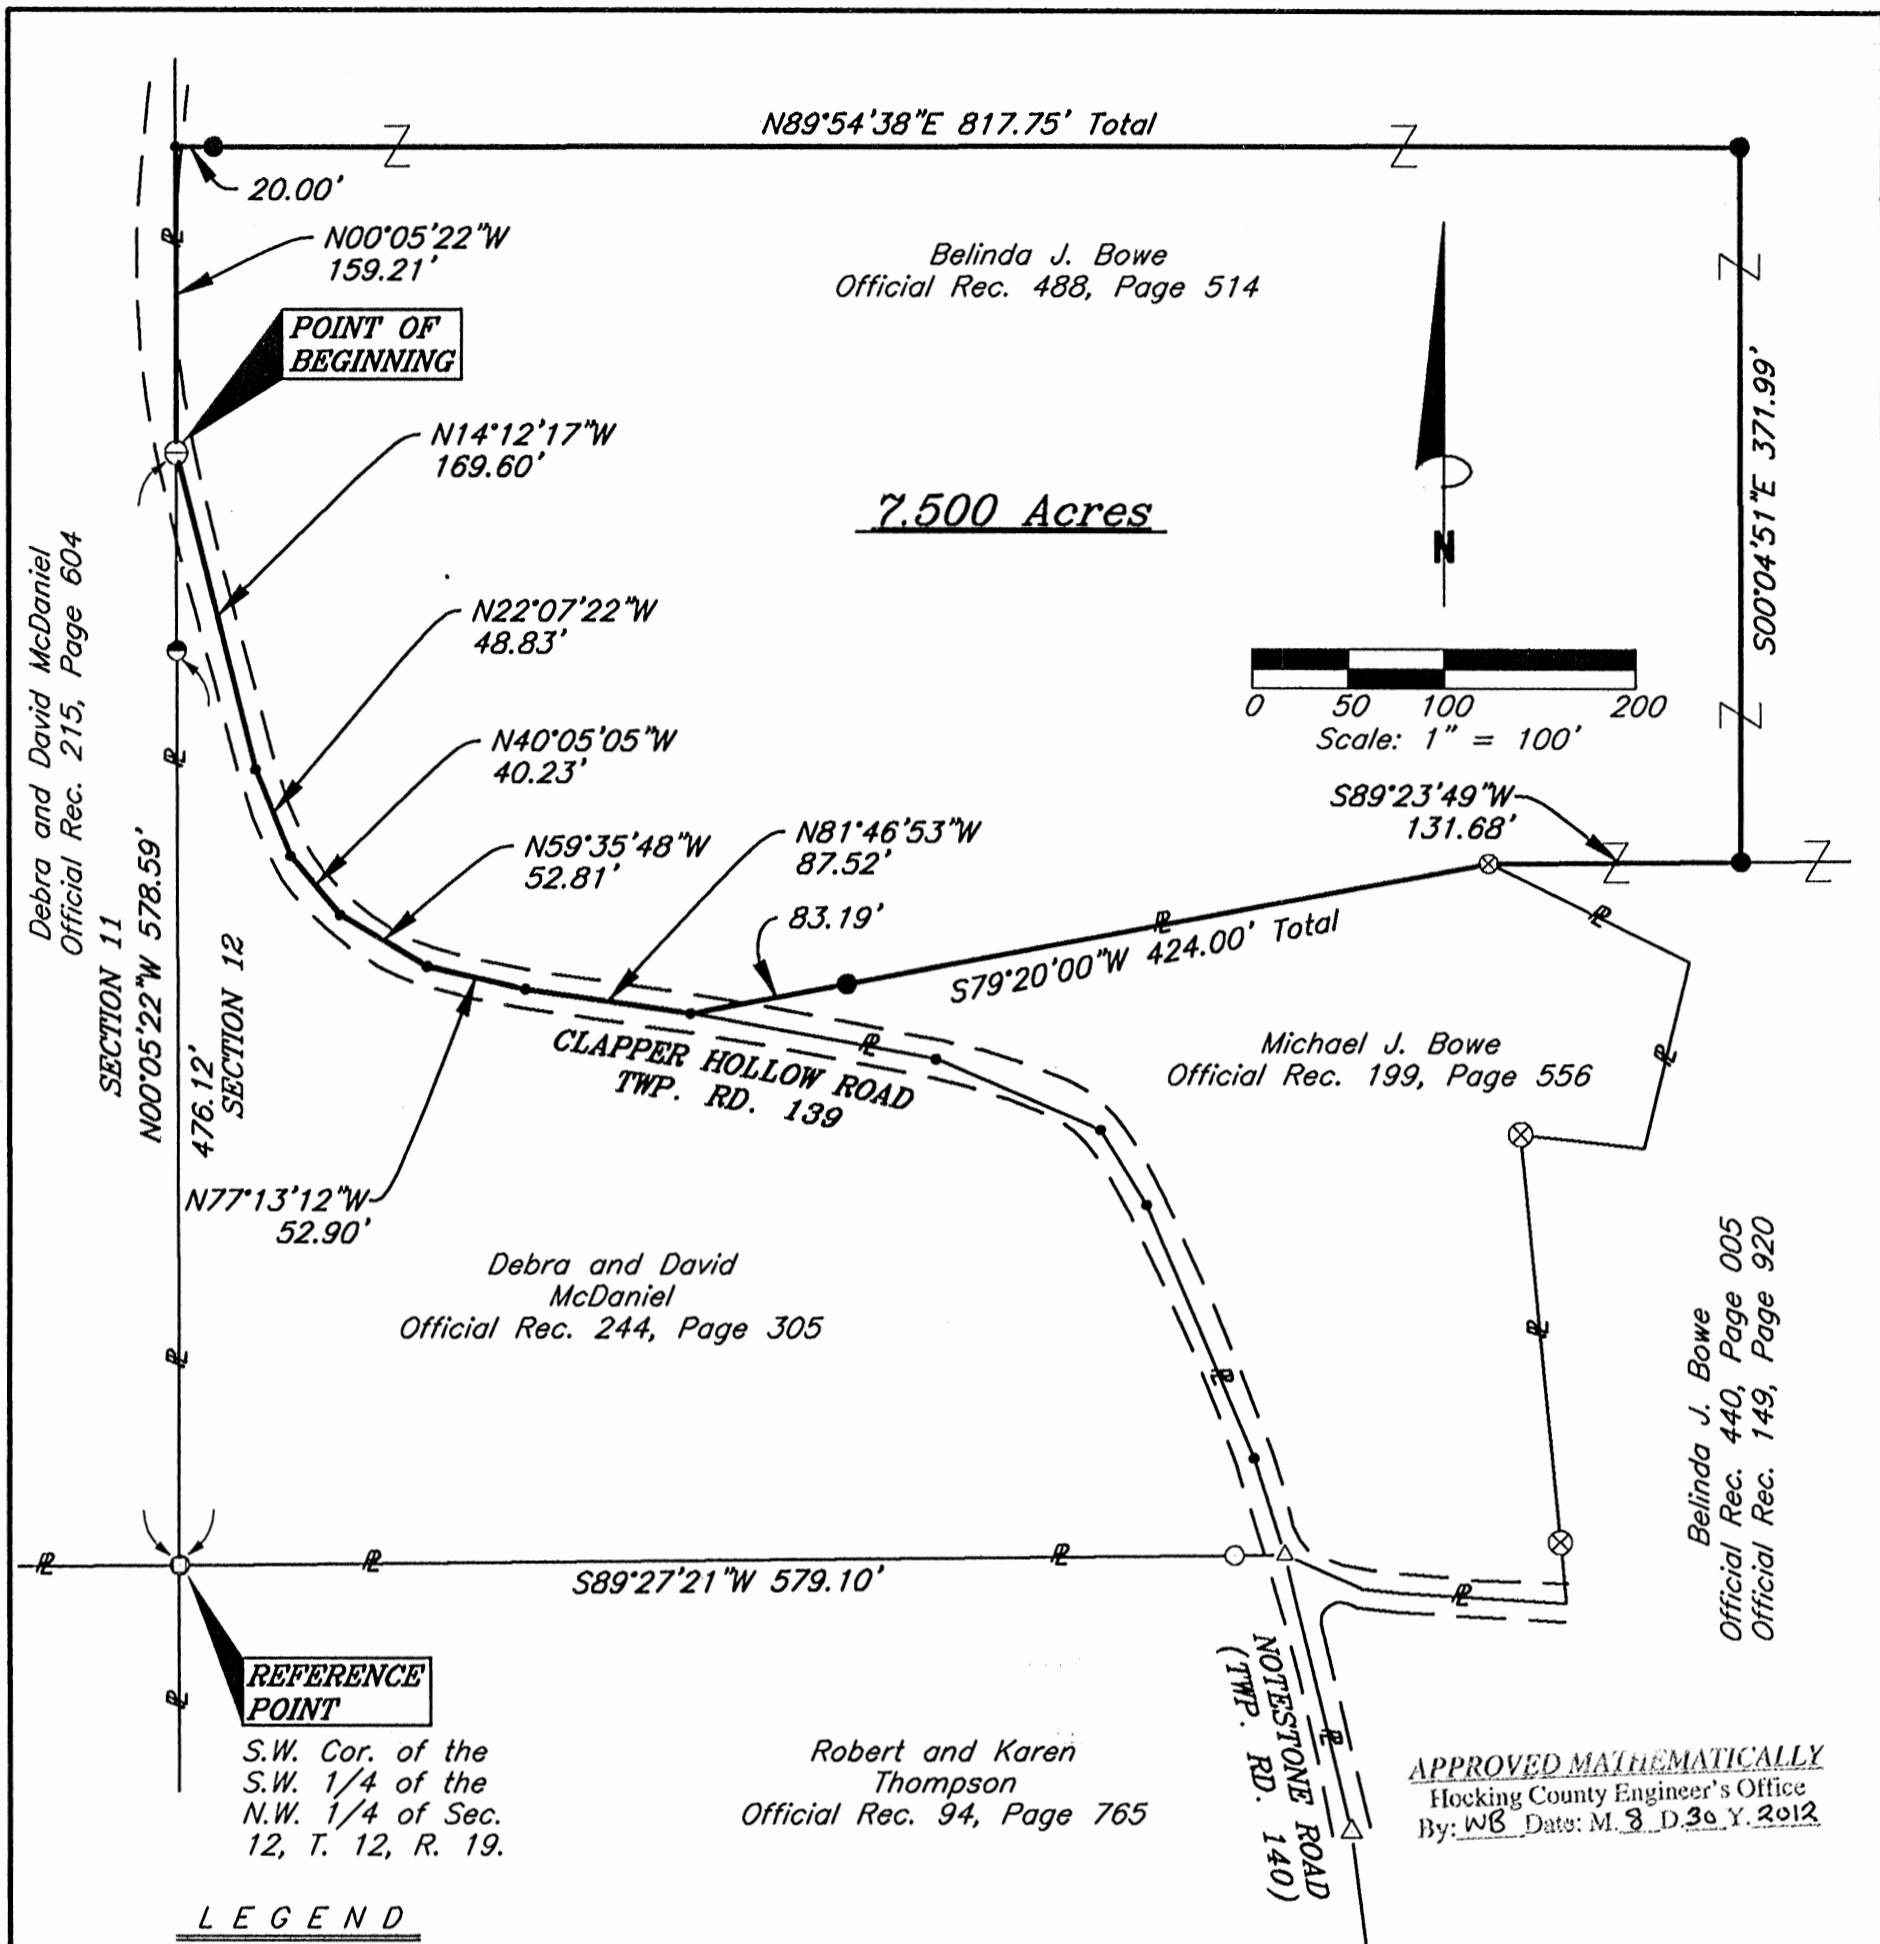 N89°54'38"E 817.75' Total
20.00'
N00°05'22"W
159.21'
Belinda J. Bowe
Official Rec. 488, Page 514
POINT OF
BEGINNING
N14°12'17"W
169.60'
7.500 Acres
N
S00°04'51"E 371.99'
Debra and David McDaniel
Official Rec. 215, Page 604
N22°07'22"W
48.83'
0 50 100 200
Scale: 1" = 100'
N40°05'05"W
40.23'
S89°23'49"W
131.68'
N59°35'48"W
52.81'
N81°46'53"W
87.52'
83.19'
S79°20'00"W 424.00' Total
SECTION 11
N00°05'22"W 578.59'
476.12'
SECTION 12
CLAPPER HOLLOW ROAD
TWP. RD. 139
Michael J. Bowe
Official Rec. 199, Page 556
N77°13'12"W
52.90'
Debra and David
McDaniel
Official Rec. 244, Page 305
Belinda J. Bowe
Official Rec. 440, Page 005
Official Rec. 149, Page 920
S89°27'21"W 579.10'
REFERENCE
POINT
S.W. Cor. of the
S.W. 1/4 of the
N.W. 1/4 of Sec.
12, T. 12, R. 19.
Robert and Karen
Thompson
Official Rec. 94, Page 765
NOTESTONE ROAD
(TWP. RD. 140)
APPROVED MATHEMATICALLY
Hocking County Engineer's Office
By: WB Date: M. 8 D. 30 Y. 2012
LEGEND